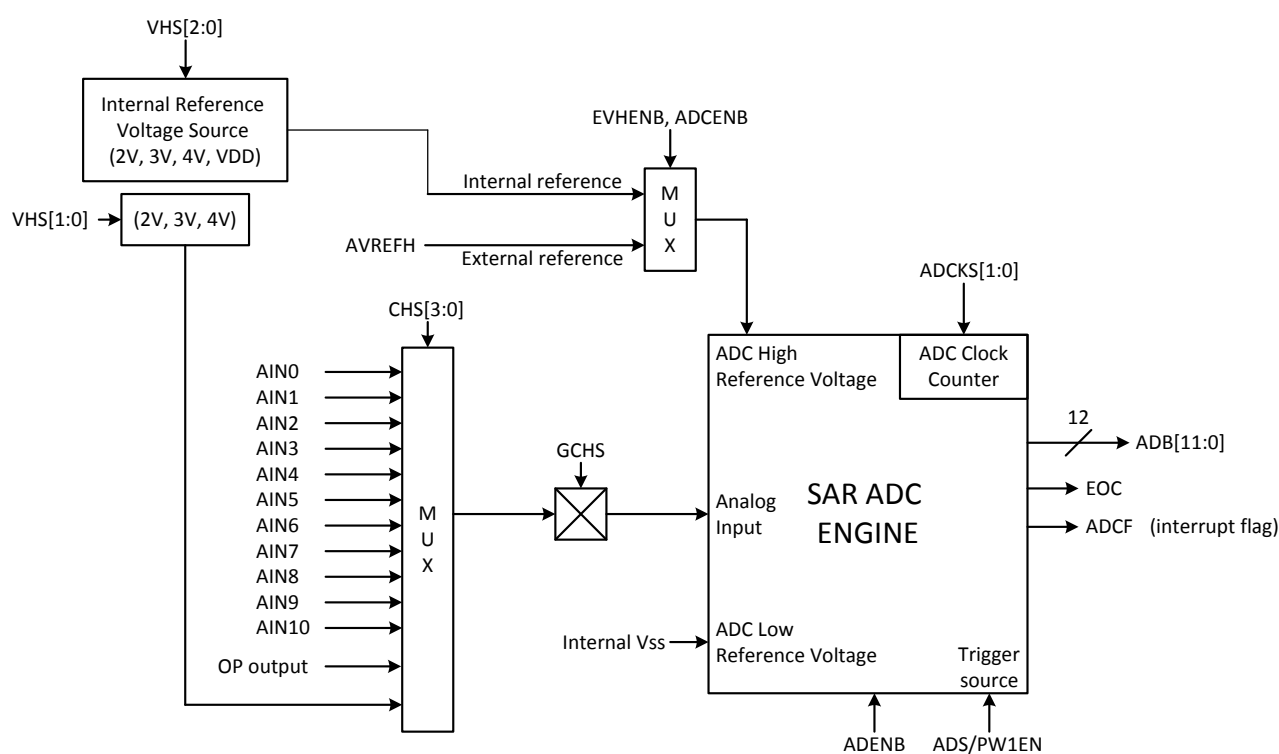 VHS[2:0]
Internal Reference
Voltage Source
(2V, 3V, 4V, VDD)
EVHENB, ADCENB
Internal reference
M
U
X
VHS[1:0]
(2V, 3V, 4V)
AVREFH
External reference
ADCKS[1:0]
CHS[3:0]
ADC High
Reference Voltage
ADC Clock
Counter
AIN0
AIN1
AIN2
AIN3
AIN4
AIN5
AIN6
AIN7
AIN8
AIN9
AIN10
OP output
M
U
X
GCHS
Analog
Input
SAR ADC
ENGINE
12
ADB[11:0]
EOC
ADCF (interrupt flag)
Internal Vss
ADC Low
Reference Voltage
Trigger
source
ADENB
ADS/PW1EN